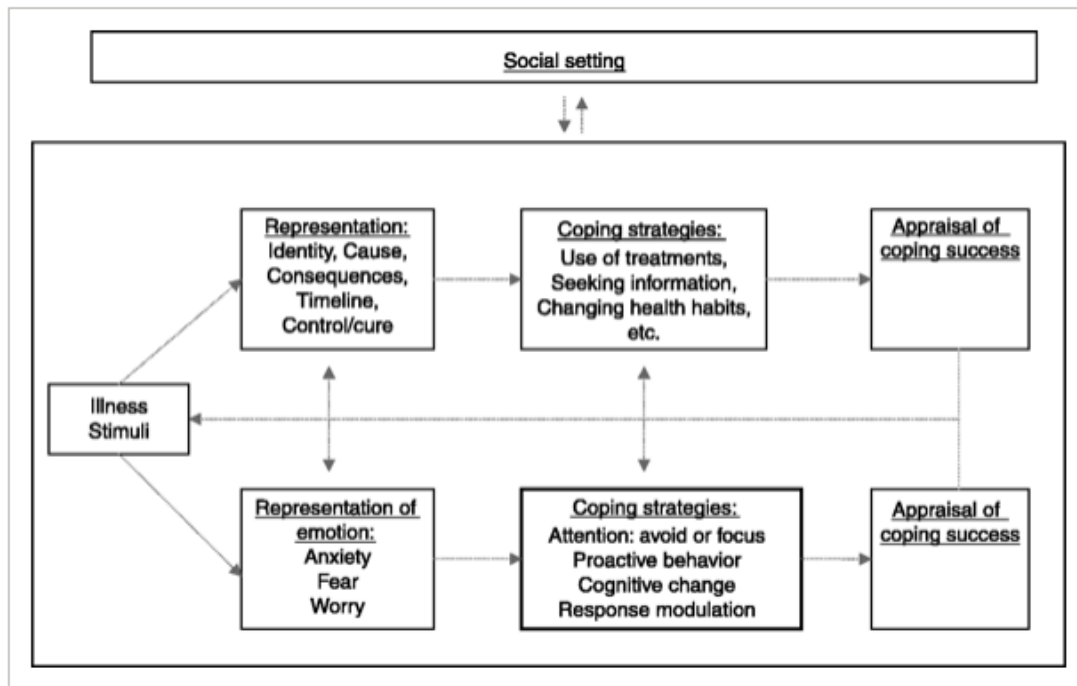 Social setting
Representation:
Identity, Cause,
Consequences,
Timeline,
Control/cure
Coping strategies:
Use of treatments,
Seeking information,
Changing health habits,
etc.
Appraisal of
coping success
Illness
Stimuli
Representation of
emotion:
Anxiety
Fear
Worry
Coping strategies:
Attention: avoid or focus
Proactive behavior
Cognitive change
Response modulation
Appraisal of
coping success